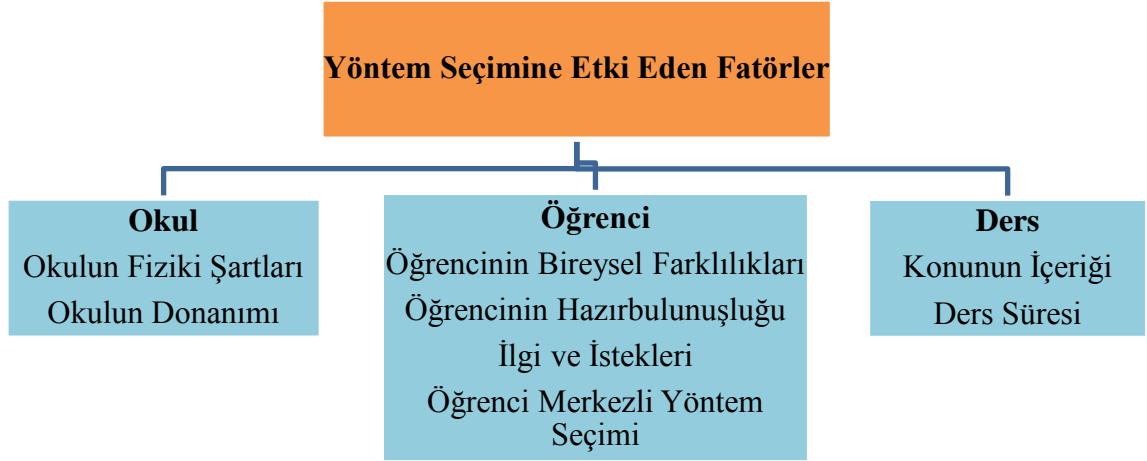 Yöntem Seçimine Etki Eden Fatörler
Okul
Okulun Fiziki Şartları
Okulun Donanımı
Öğrenci
Öğrencinin Bireysel Farklılıkları
Öğrencinin Hazırbulunuşluğu
İlgi ve İstekleri
Öğrenci Merkezli Yöntem
Seçimi
Ders
Konunun İçeriği
Ders Süresi